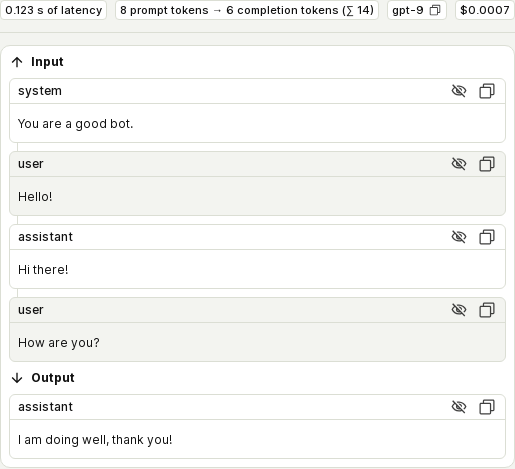 0.123 s of latency
8 prompt tokens → 6 completion tokens (∑ 14)
gpt-9
$0.0007
Input
system
You are a good bot.
user
Hello!
assistant
Hi there!
user
How are you?
Output
assistant
I am doing well, thank you!